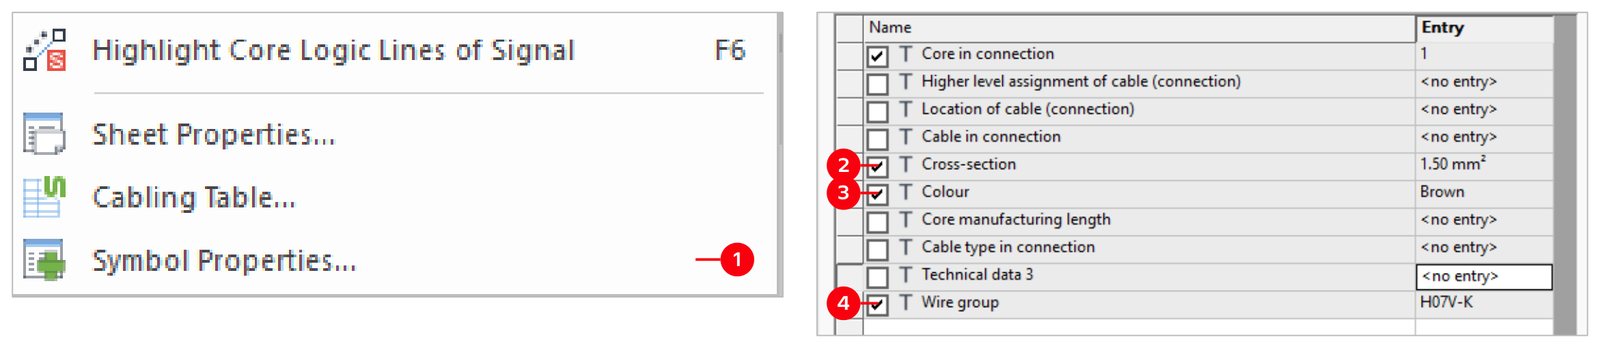 Highlight Core Logic Lines of Signal F6
Sheet Properties...
Cabling Table...
Symbol Properties... 1
Name Entry
Core in connection 1
Higher level assignment of cable (connection) <no entry>
Location of cable (connection) <no entry>
Cable in connection <no entry>
2 Cross-section 1.50 mm²
3 Colour Brown
Core manufacturing length <no entry>
Cable type in connection <no entry>
Technical data 3 <no entry>
4 Wire group H07V-K